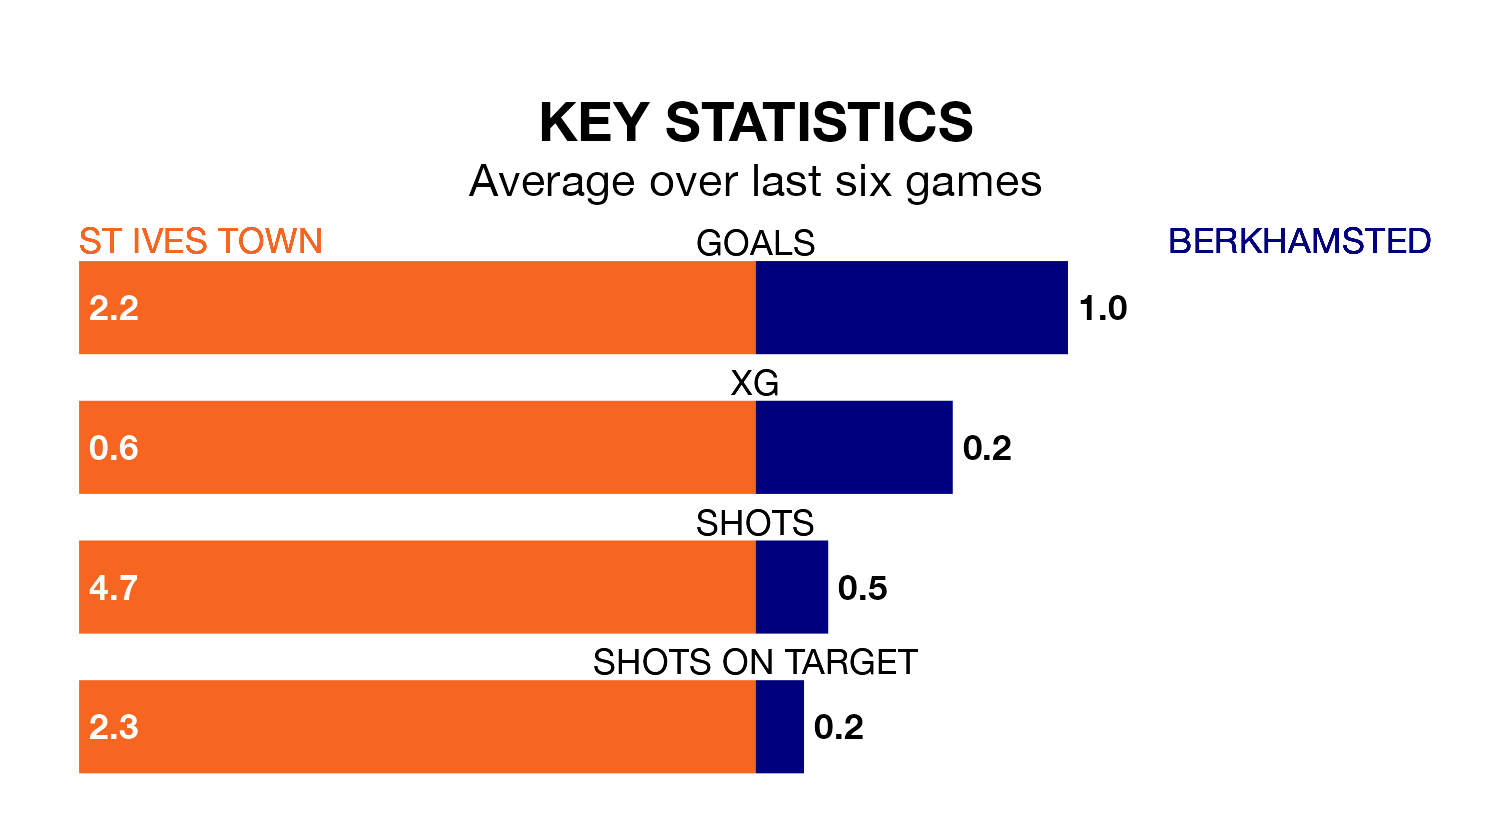 KEY STATISTICS
Average over last six games
ST IVES TOWN GOALS BERKHAMSTED
2.2 1.0
XG
0.6 0.2
SHOTS
4.7 0.5
SHOTS ON TARGET
2.3 0.2